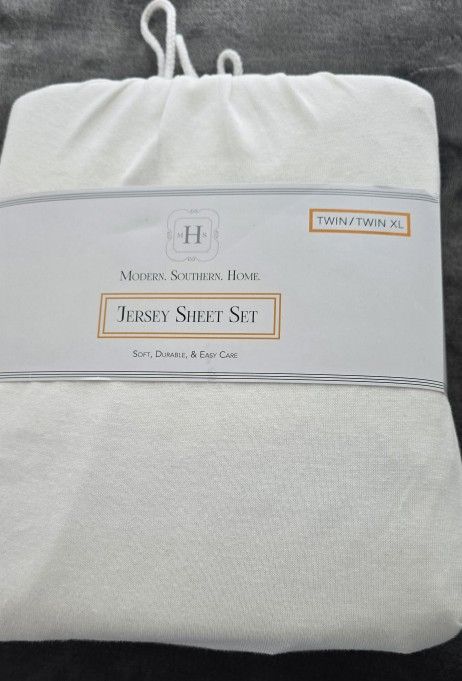 TWIN/TWIN XL
M H S
MODERN. SOUTHERN. HOME.
JERSEY SHEET SET
SOFT, DURABLE, & EASY CARE